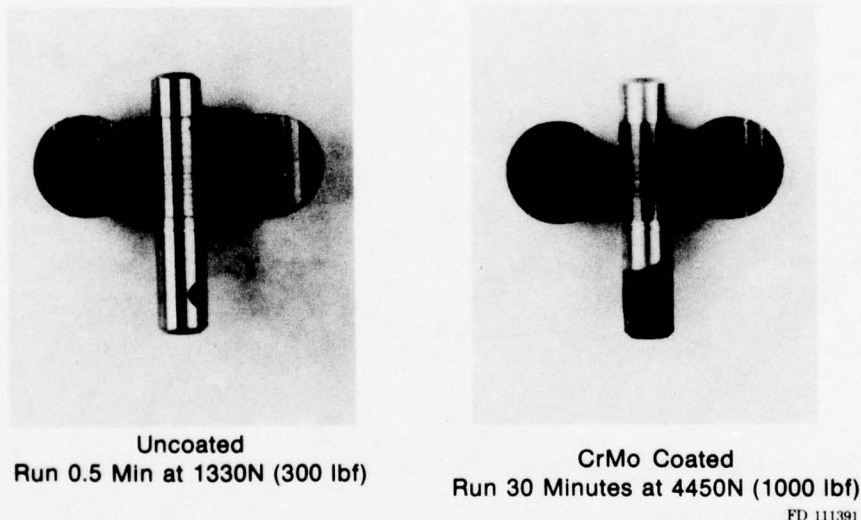 Uncoated
Run 0.5 Min at 1330N (300 lbf)
CrMo Coated
Run 30 Minutes at 4450N (1000 lbf)
FD 111391